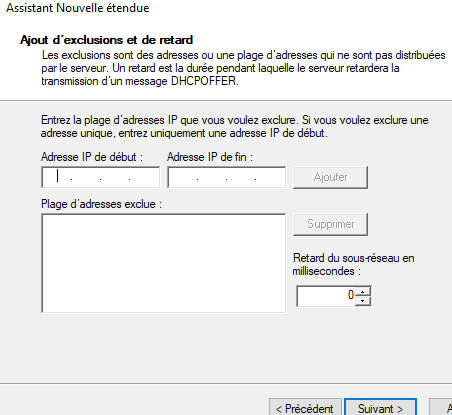 Assistant Nouvelle étendue
Ajout d'exclusions et de retard
Les exclusions sont des adresses ou une plage d'adresses qui ne sont pas distribuées
par le serveur. Un retard est la durée pendant laquelle le serveur retardera la
transmission d'un message DHCPOFFER.
Entrez la plage d'adresses IP que vous voulez exclure. Si vous voulez exclure une
adresse unique, entrez uniquement une adresse IP de début.
Adresse IP de début : Adresse IP de fin :
. . . . . . Ajouter
Plage d'adresses exclue :
Supprimer
Retard du sous-réseau en
millisecondes :
0
< Précédent Suivant > A